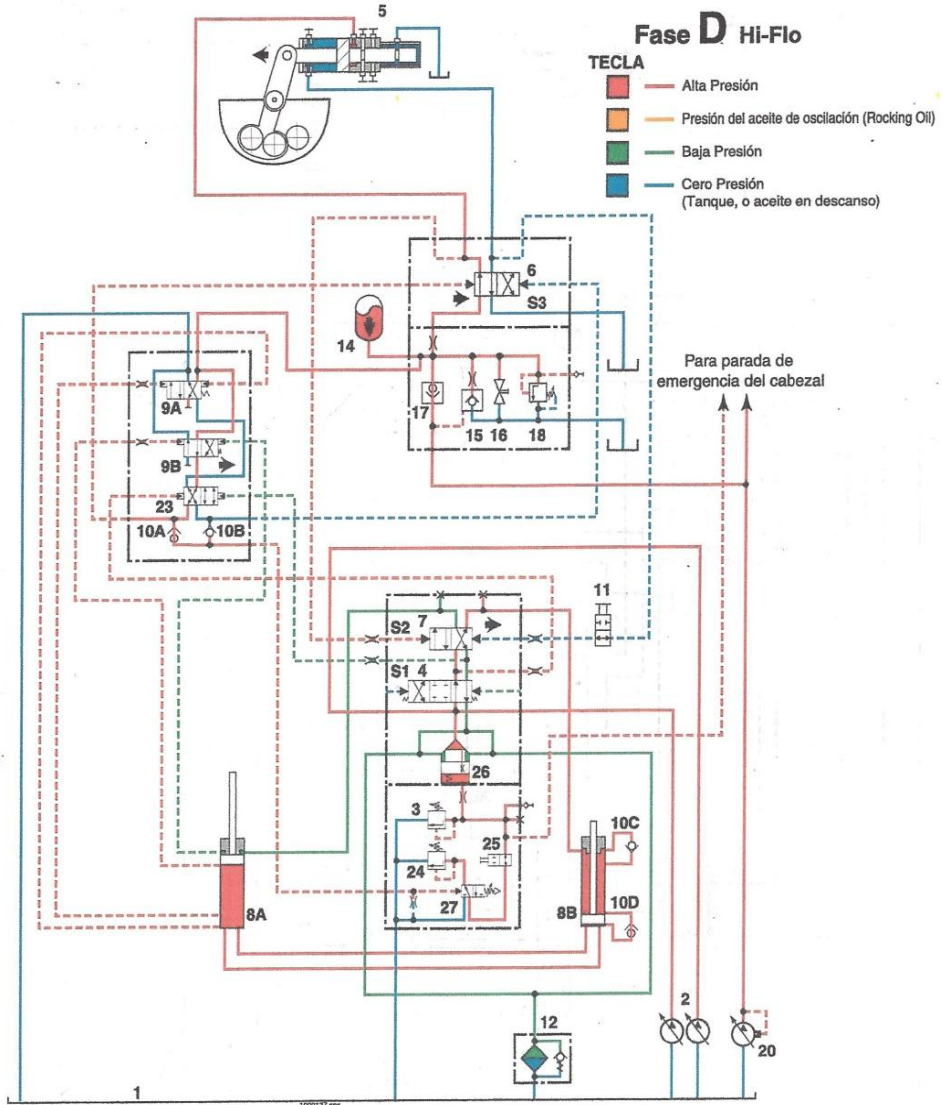 5
Fase D Hi-Flo
TECLA
Alta Presión
Presión del aceite de oscilación (Rocking Oil)
Baja Presión
Cero Presión
(Tanque, o aceite en descanso)
6
S3
14
Para parada de
emergencia del cabezal
17
15
16
18
9A
9B
23
10A
10B
11
S2
7
S1
4
26
3
25
10C
24
10D
27
8A
8B
2
12
20
1